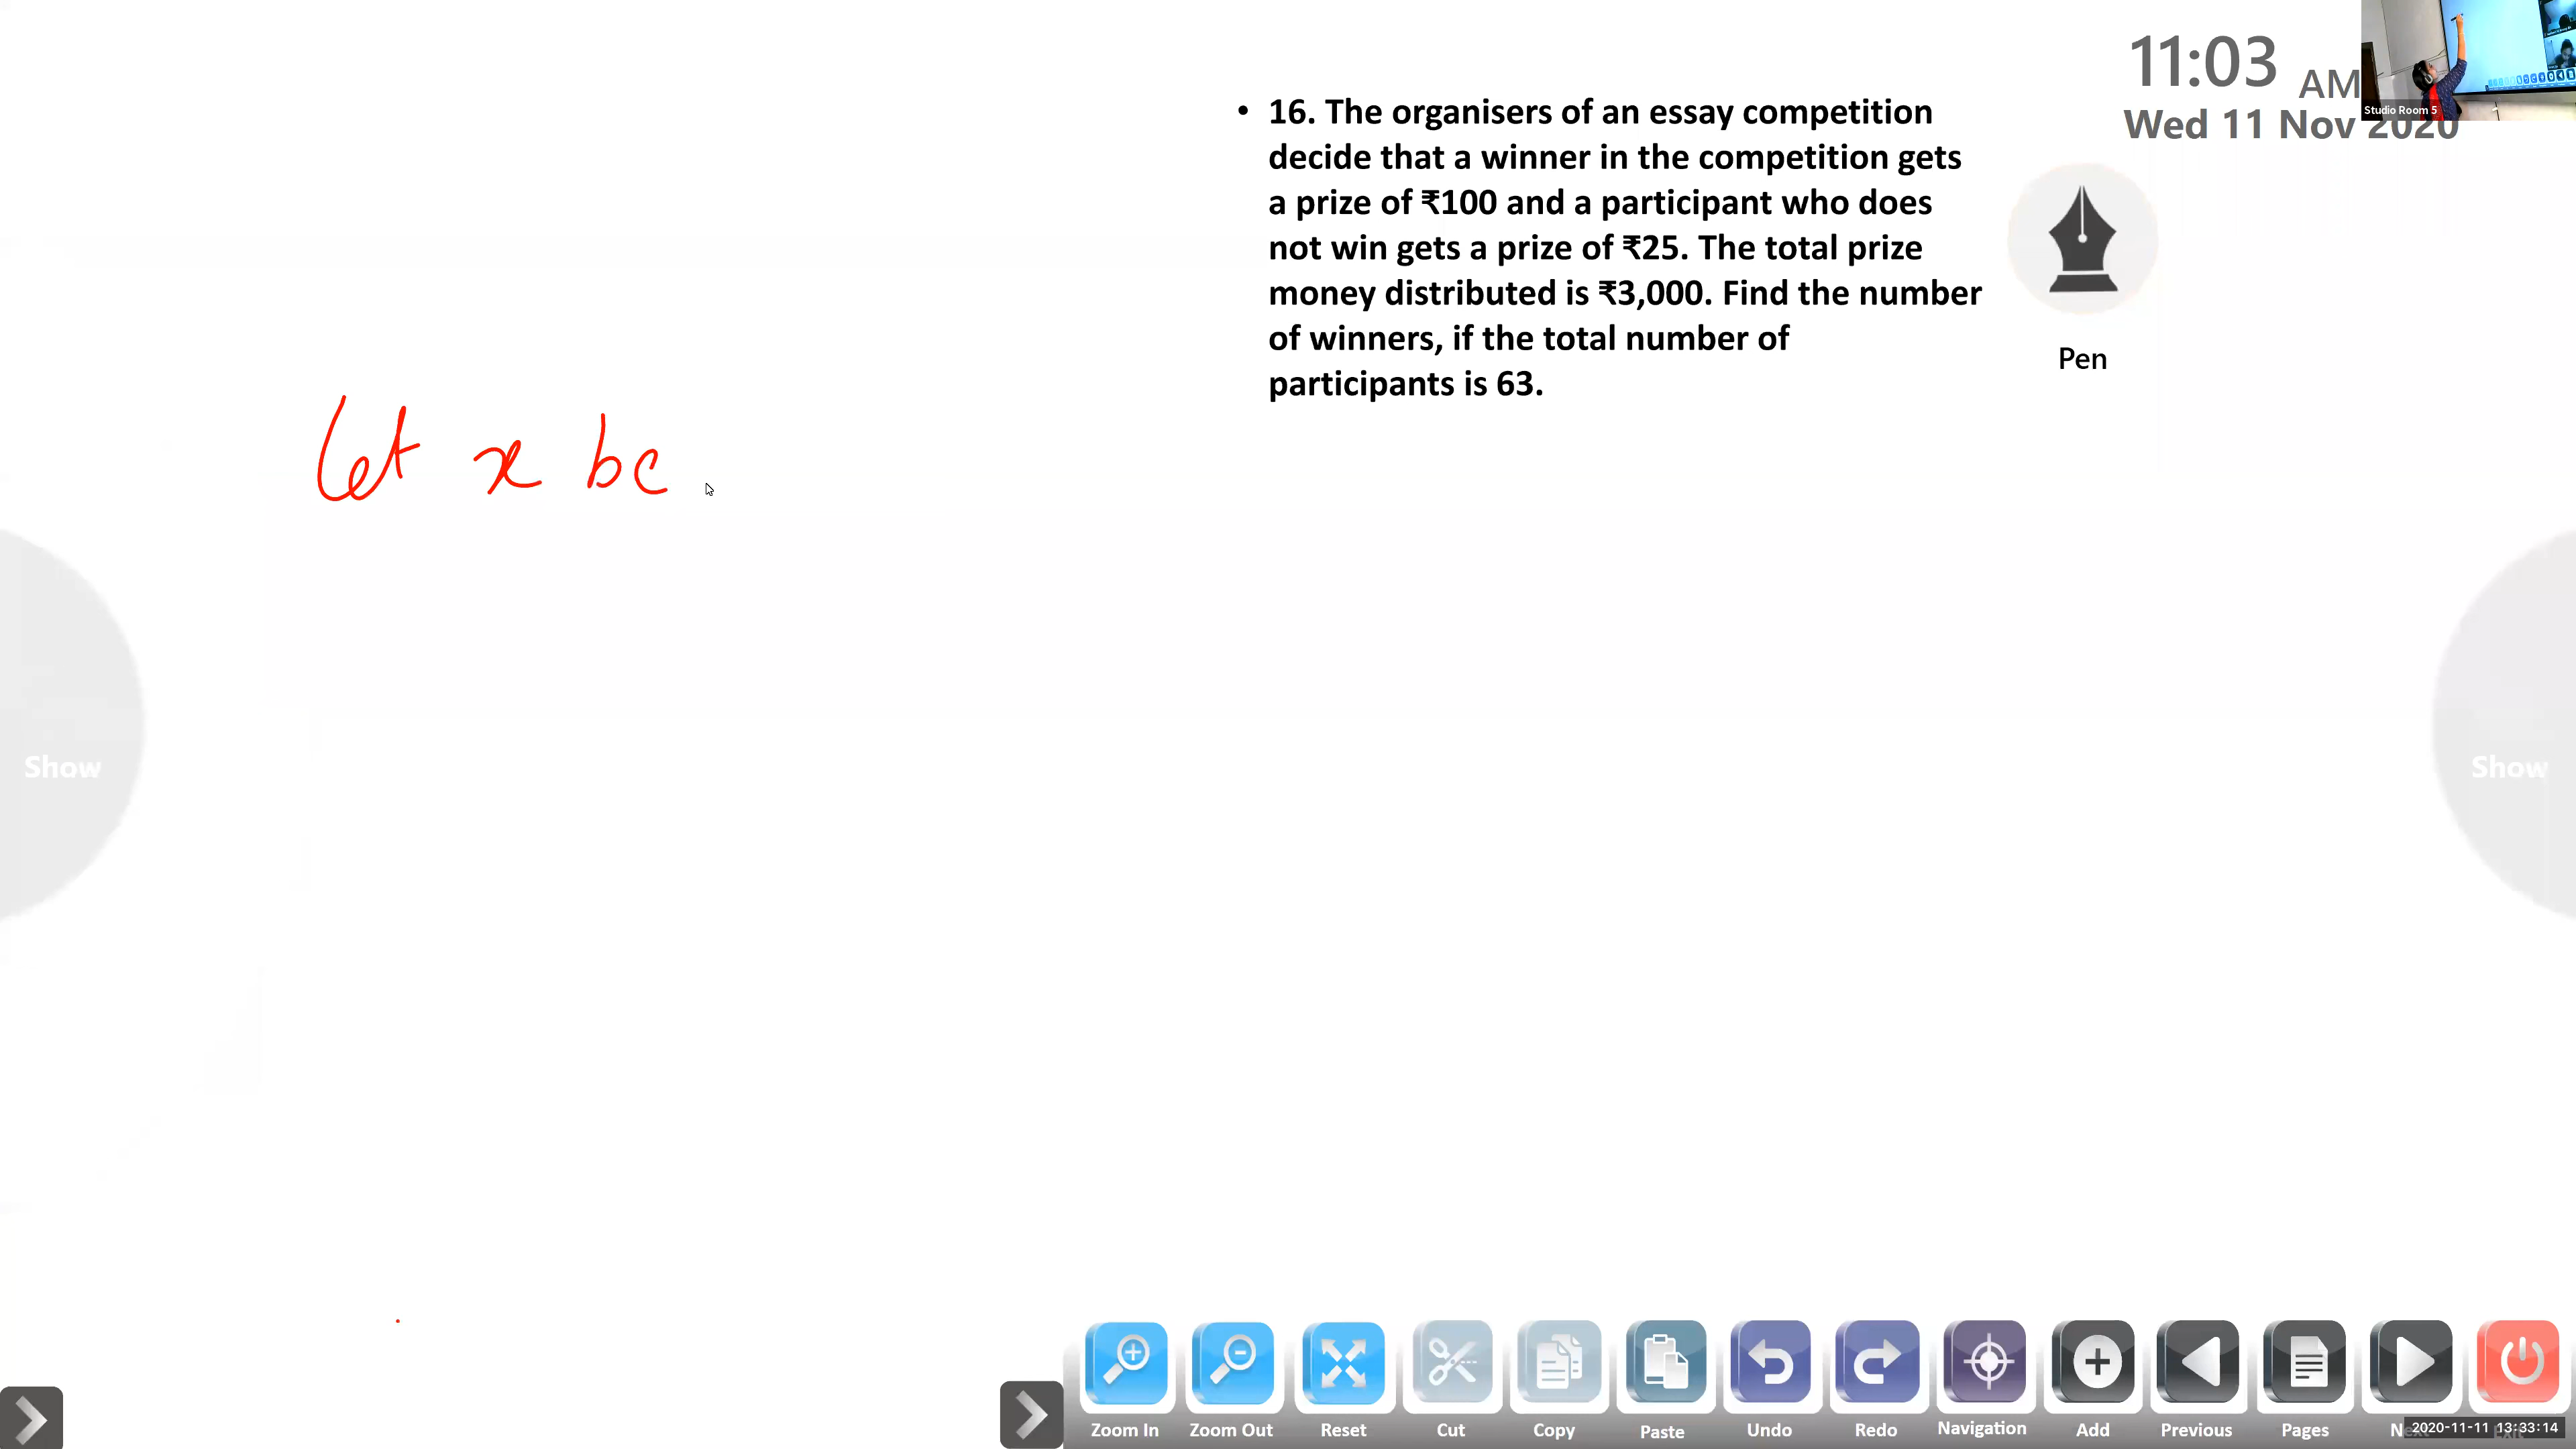 11:03 AM
Studio Room 5
Wed 11 Nov 2020
• 16. The organisers of an essay competition
decide that a winner in the competition gets
a prize of ₹100 and a participant who does
not win gets a prize of ₹25. The total prize
money distributed is ₹3,000. Find the number
of winners, if the total number of
participants is 63.
Pen
Let x be
Show
Show
Zoom In Zoom Out Reset Cut Copy Paste Undo Redo Navigation Add Previous Pages
2020-11-11 13:33:14